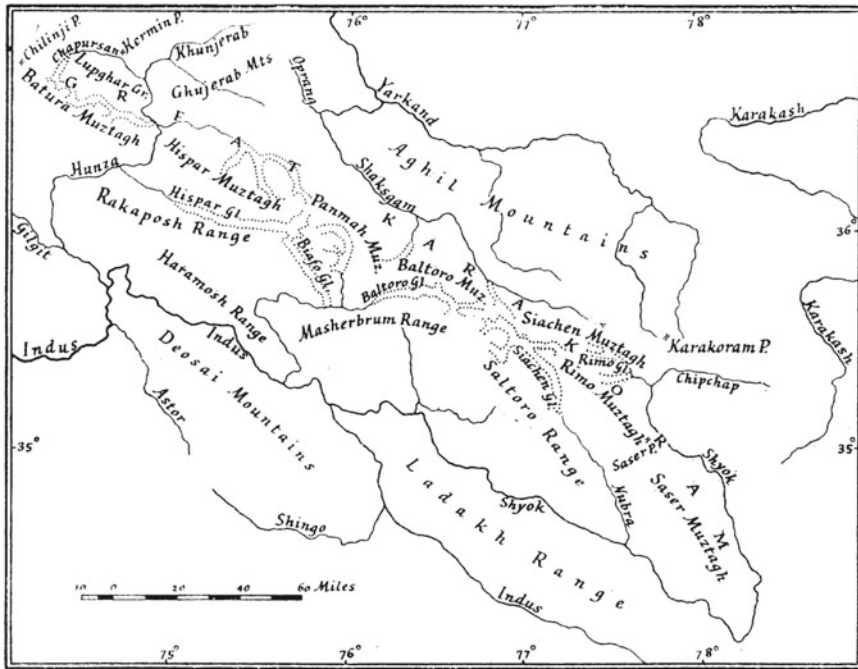 76°
77°
78°
Chilinji P.
Kermin P.
Chapursan
Khunjerab
Lupghar Gr.
Ghujerab Mts
Oprang
Yarkand
Karakash
Batura Muztagh
G R E A T K A R A K O R A M
Hunza
Hispar Muztagh
Aghil Mountains
Shaksgam
Hispar Gl.
Panmah Muz.
Rakaposh Range
36°
36°
Gilgit
Biafo Gl.
Baltoro Muz.
Baltoro Gl.
Haramosh Range
Siachen Muztagh
Karakash
Masherbrum Range
Karakoram P.
Indus
Indus
Rimo Gl.
Siachen Gl.
Rimo Muztagh
Chipchap
Deosai Mountains
Saltoro Range
Astor
35°
35°
Saser P.
Shyok
Ladakh Range
Shyok
Nubra
Saser Muztagh
Shingo
Indus
10 0 20 40 60 Miles
75°
76°
77°
78°